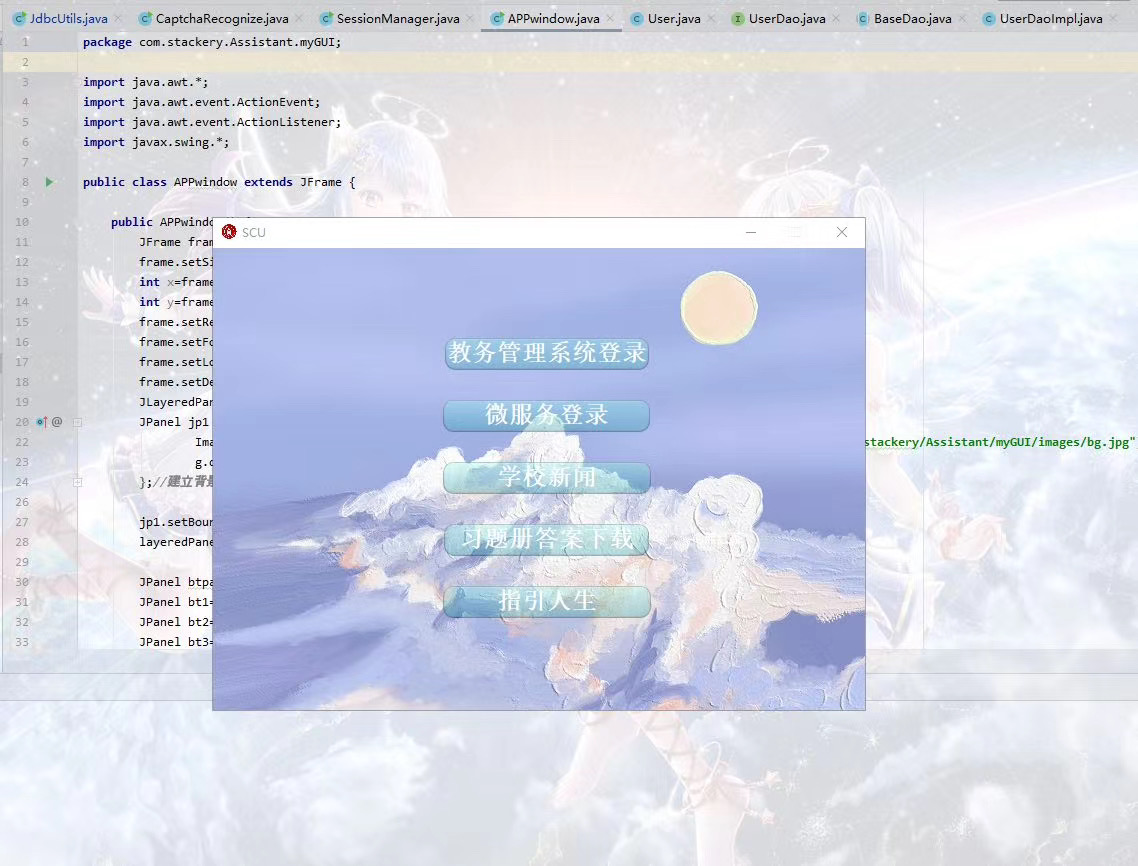 JdbcUtils.java CaptchaRecognize.java SessionManager.java APPwindow.java User.java UserDao.java BaseDao.java UserDaoImpl.java
1 package com.stackery.Assistant.myGUI;
2
3 import java.awt.*;
4 import java.awt.event.ActionEvent;
5 import java.awt.event.ActionListener;
6 import javax.swing.*;
7
8 public class APPwindow extends JFrame {
9
10 public APPwindo
11 JFrame fram
12 frame.setSi
13 int x=frame
14 int y=frame
15 frame.setRe
16 frame.setFo
17 frame.setLo
18 frame.setDe
19 JLayeredPan
20 @ JPanel jp1
22 Ima stackery/Assistant/myGUI/images/bg.jpg"
23 g.d
24 };//建立背景
26
27 jp1.setBoun
28 layeredPane
29
30 JPanel btpa
31 JPanel bt1=
32 JPanel bt2=
33 JPanel bt3=
SCU
教务管理系统登录
微服务登录
学校新闻
习题册答案下载
指引人生